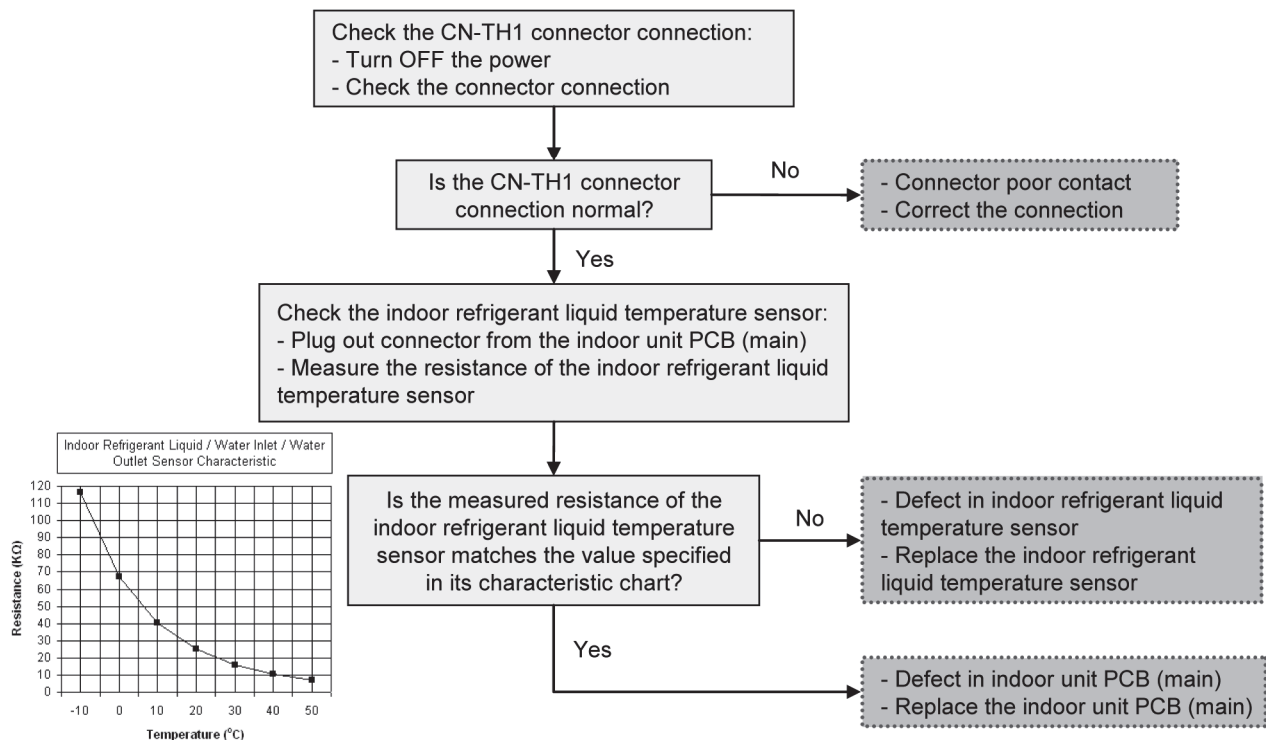 Check the CN-TH1 connector connection:
- Turn OFF the power
- Check the connector connection
Is the CN-TH1 connector
connection normal?
No
- Connector poor contact
- Correct the connection
Yes
Check the indoor refrigerant liquid temperature sensor:
- Plug out connector from the indoor unit PCB (main)
- Measure the resistance of the indoor refrigerant liquid
temperature sensor
Indoor Refrigerant Liquid / Water Inlet / Water
Outlet Sensor Characteristic
Resistance (KΩ)
120
110
100
90
80
70
60
50
40
30
20
10
0
-10 0 10 20 30 40 50
Temperature (⁰C)
Is the measured resistance of the
indoor refrigerant liquid temperature
sensor matches the value specified
in its characteristic chart?
No
- Defect in indoor refrigerant liquid
temperature sensor
- Replace the indoor refrigerant
liquid temperature sensor
Yes
- Defect in indoor unit PCB (main)
- Replace the indoor unit PCB (main)